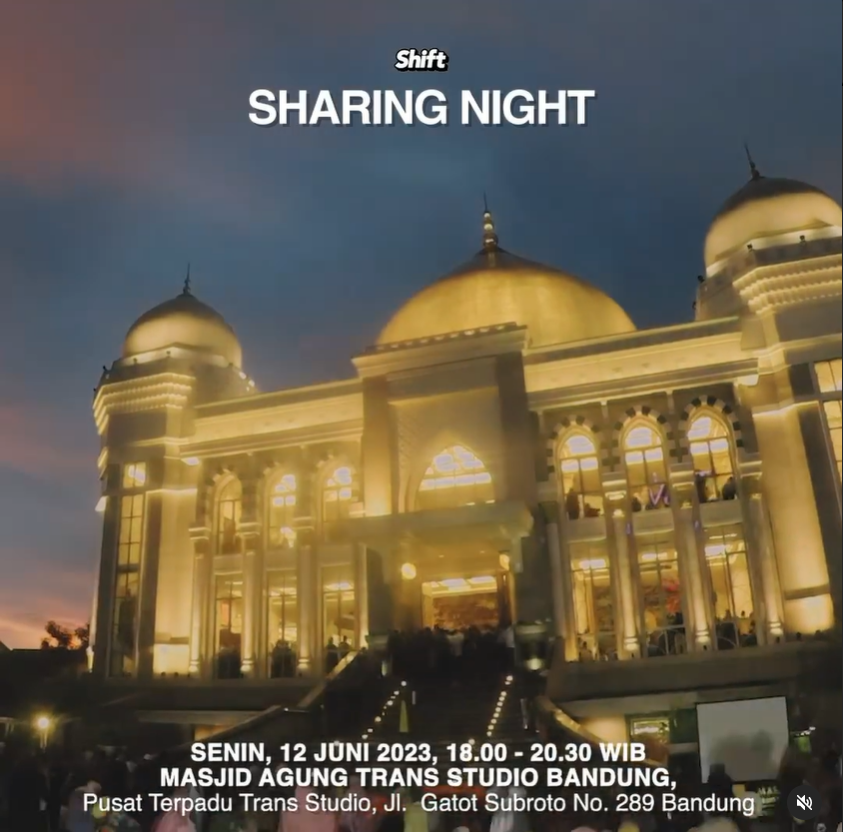 Shift
SHARING NIGHT
SENIN, 12 JUNI 2023, 18.00 - 20.30 WIB
MASJID AGUNG TRANS STUDIO BANDUNG,
Pusat Terpadu Trans Studio, Jl. Gatot Subroto No. 289 Bandung